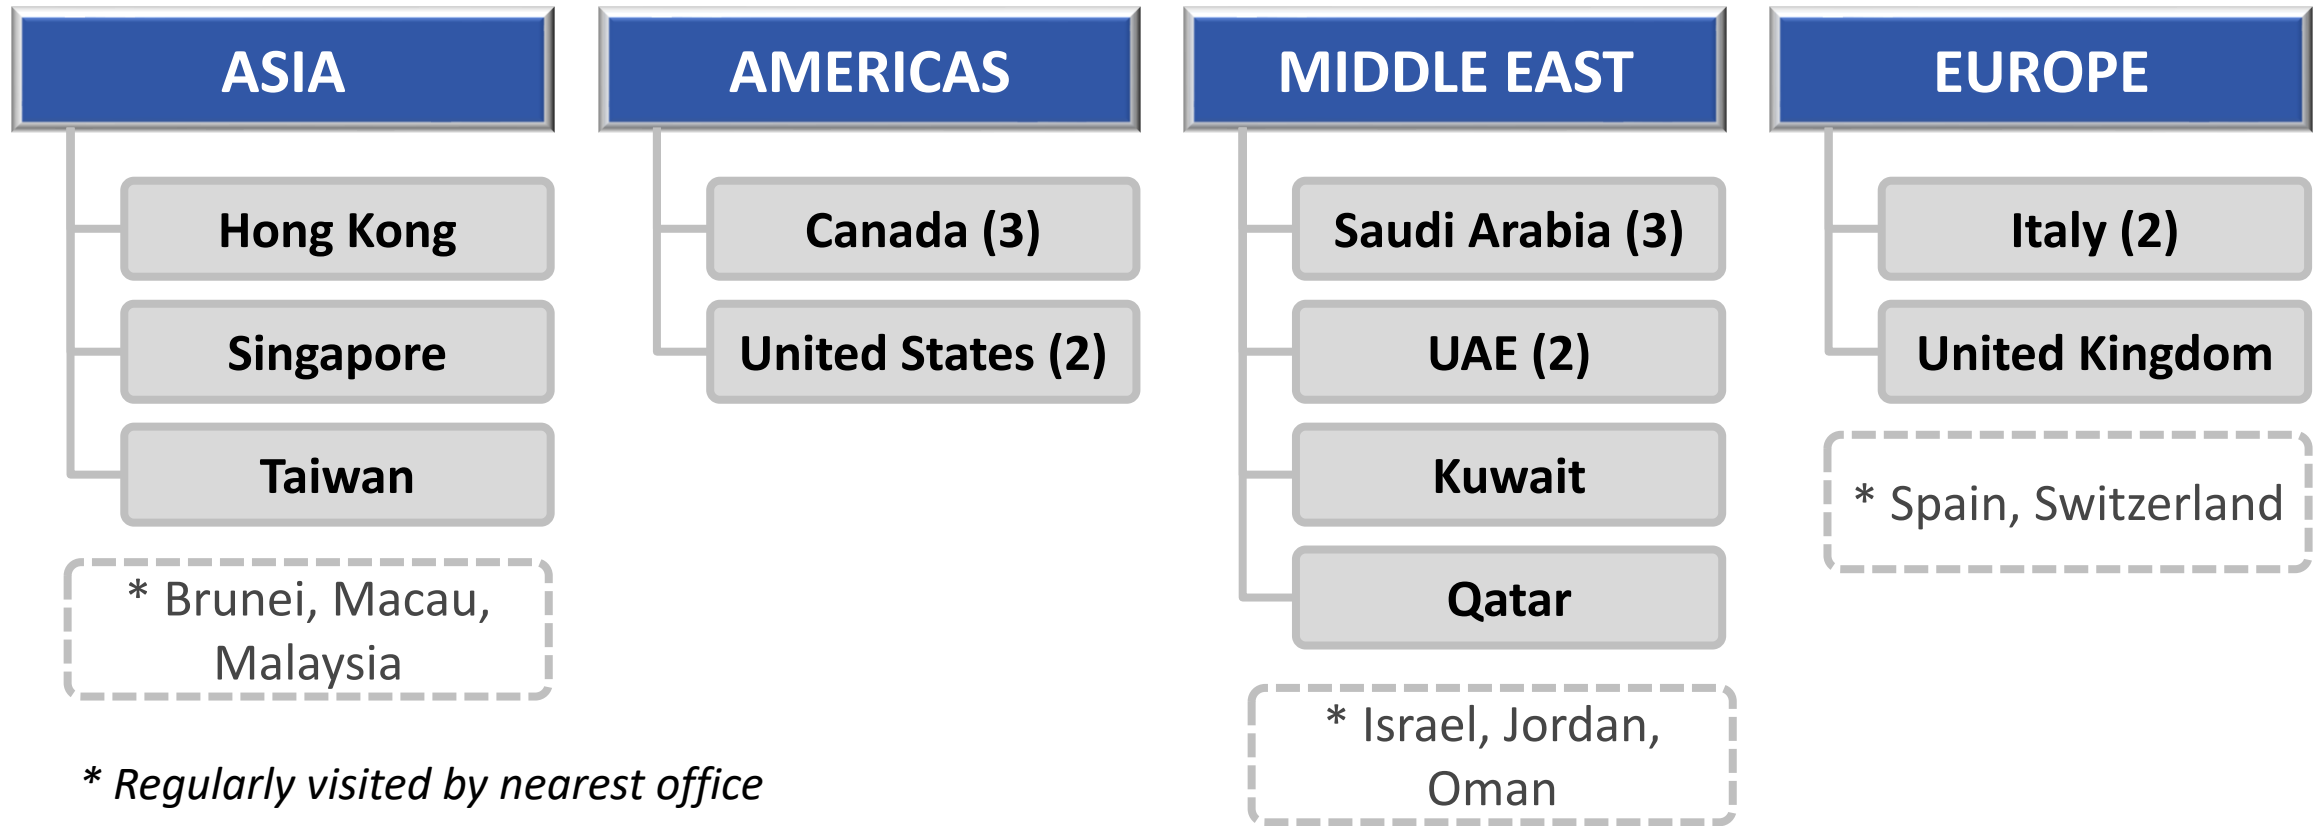 ASIA
Hong Kong
Singapore
Taiwan
* Brunei, Macau,
Malaysia
AMERICAS
Canada (3)
United States (2)
MIDDLE EAST
Saudi Arabia (3)
UAE (2)
Kuwait
Qatar
* Israel, Jordan,
Oman
EUROPE
Italy (2)
United Kingdom
* Spain, Switzerland
* Regularly visited by nearest office